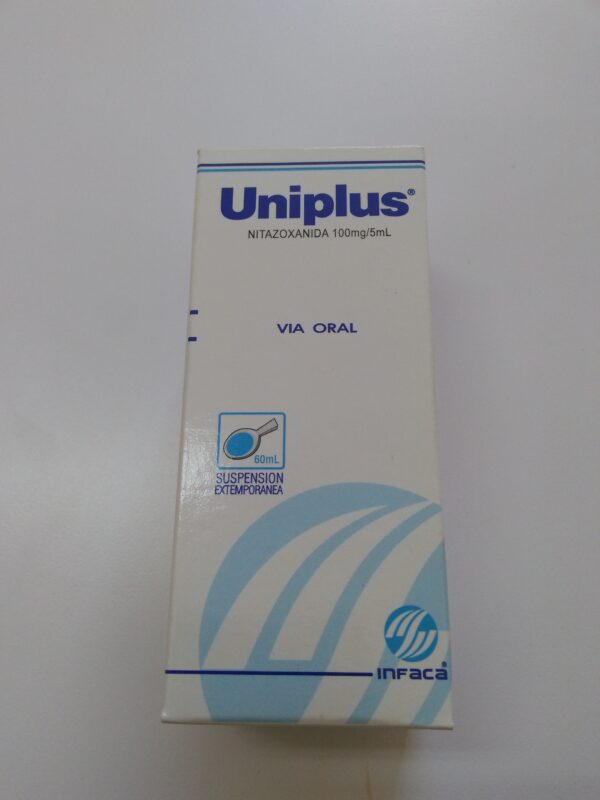 Uniplus®
NITAZOXANIDA 100mg/5mL
VIA ORAL
60mL
SUSPENSION
EXTEMPORANEA
INFACA®